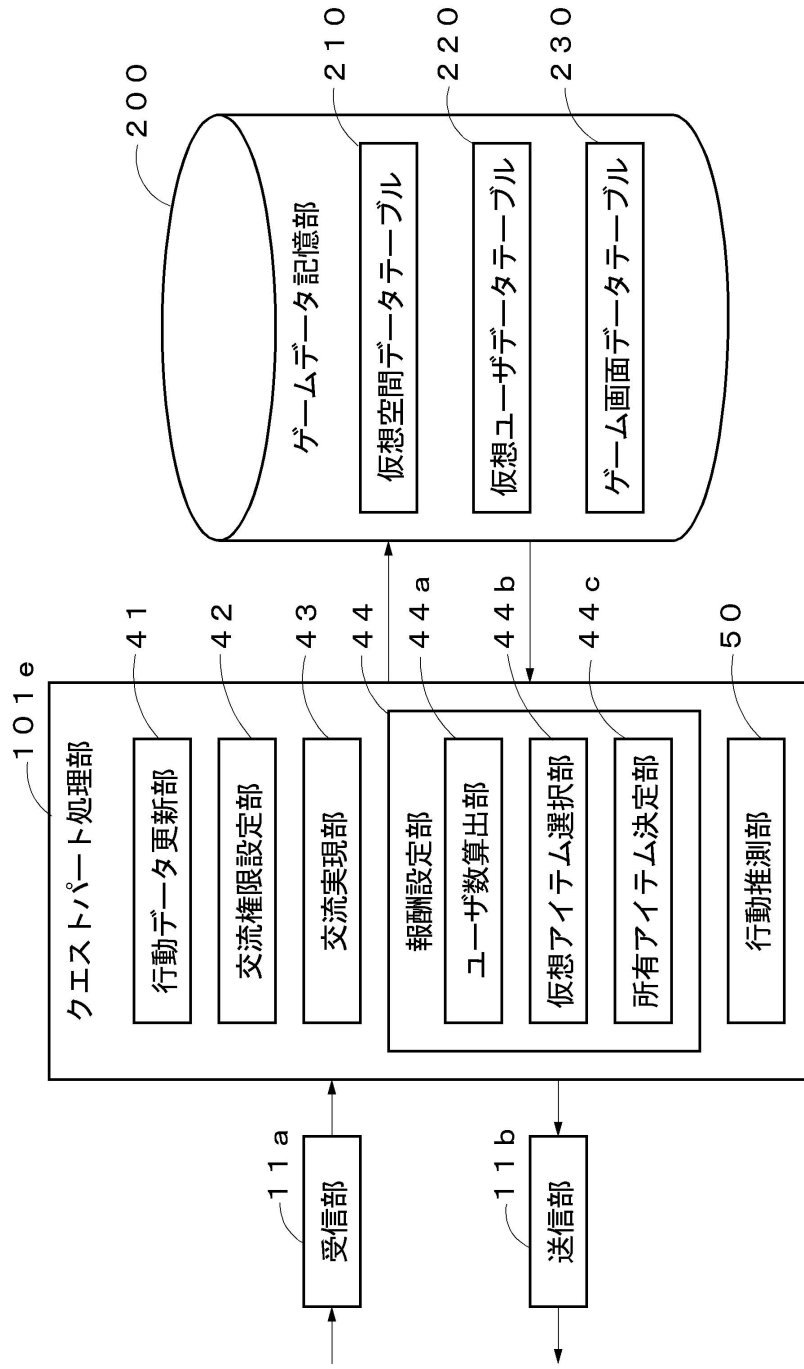 101e
クエストパート処理部
行動データ更新部
41
交流権限設定部
42
交流実現部
43
報酬設定部
44
ユーザ数算出部
44a
仮想アイテム選択部
44b
所有アイテム決定部
44c
行動推測部
50
受信部
11a
送信部
11b
200
ゲームデータ記憶部
仮想空間データテーブル
210
仮想ユーザデータテーブル
220
ゲーム画面データテーブル
230